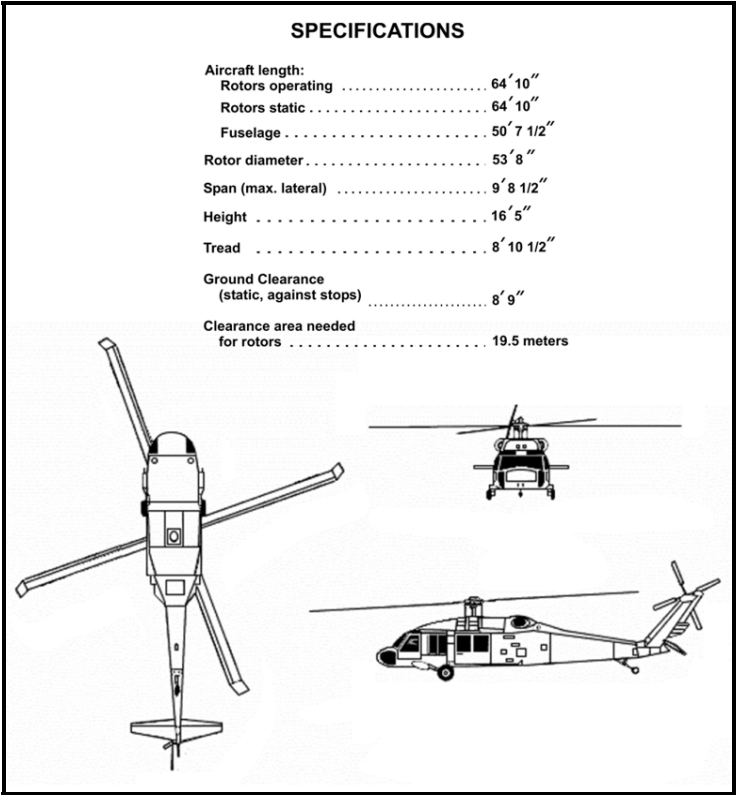 SPECIFICATIONS
Aircraft length:
Rotors operating ...................... 64′10″
Rotors static ........................ 64′10″
Fuselage ........................ 50′7 1/2″
Rotor diameter ........................ 53′8″
Span (max. lateral) .................... 9′8 1/2″
Height ........................ 16′5″
Tread ........................ 8′10 1/2″
Ground Clearance
(static, against stops) .................... 8′9″
Clearance area needed
for rotors ........................ 19.5 meters